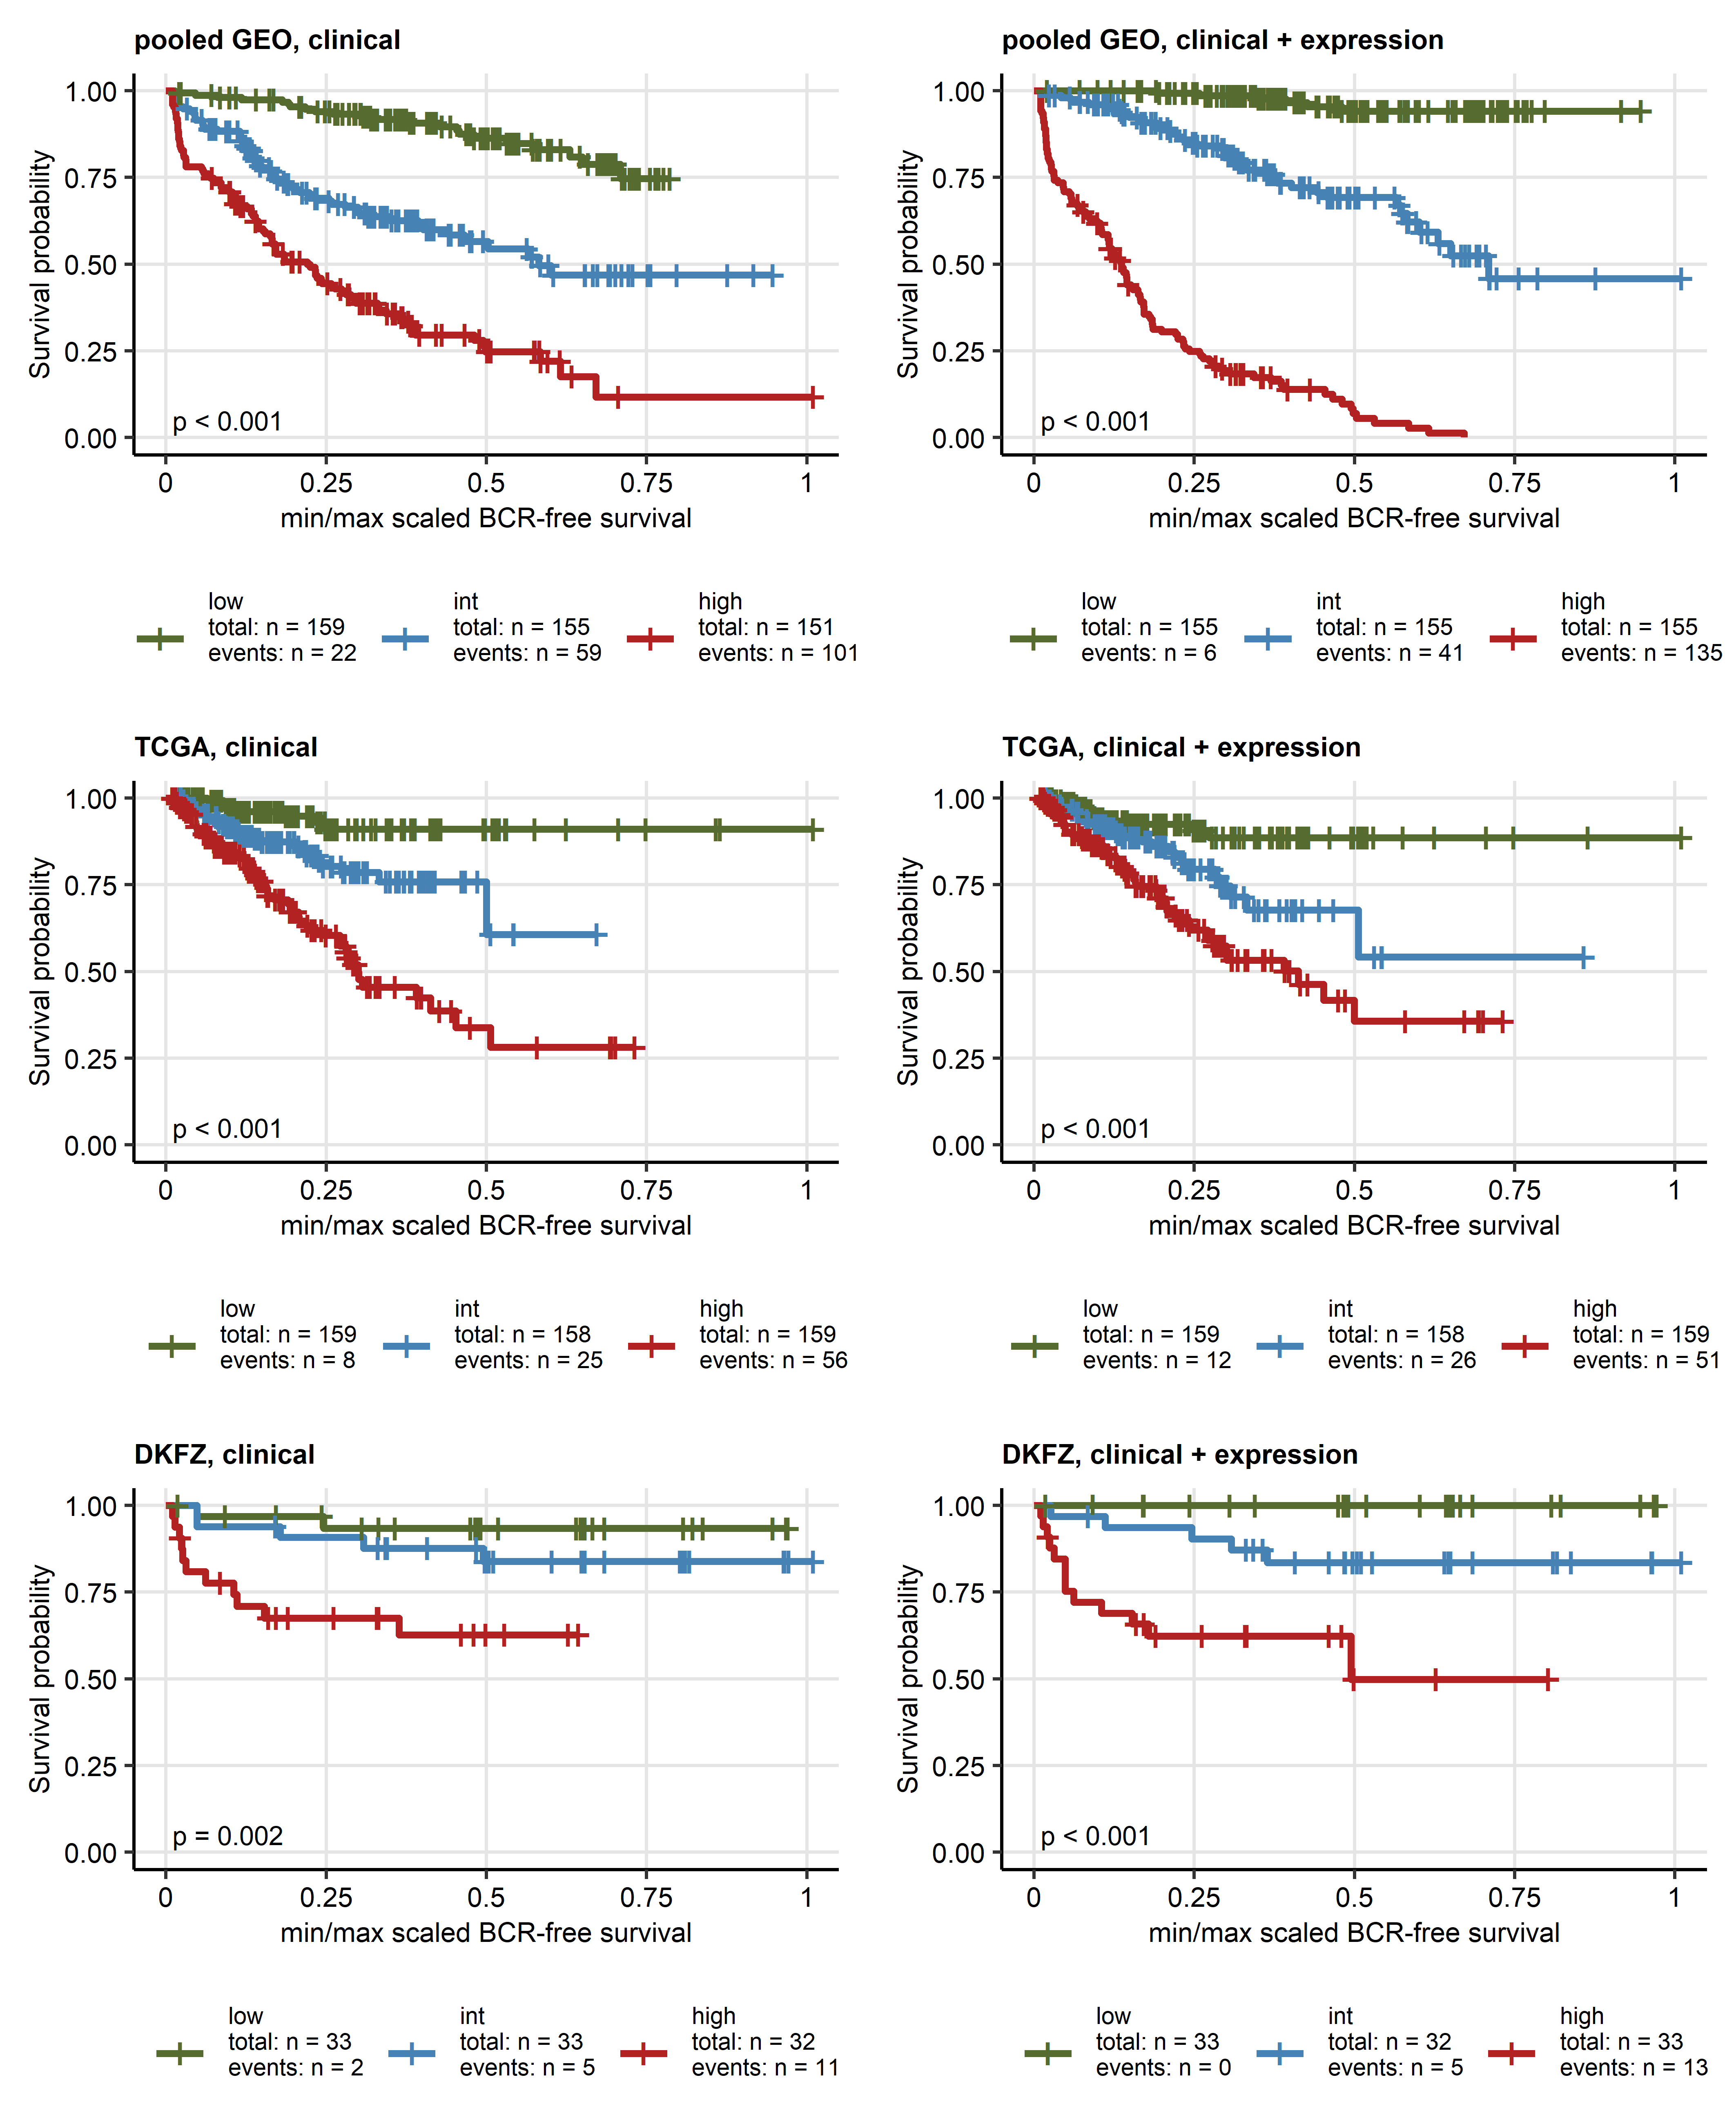 pooled GEO, clinical
Survival probability
1.00
0.75
0.50
0.25
0.00
p < 0.001
0 0.25 0.5 0.75 1
min/max scaled BCR-free survival
low
total: n = 159
events: n = 22
int
total: n = 155
events: n = 59
high
total: n = 151
events: n = 101
pooled GEO, clinical + expression
Survival probability
1.00
0.75
0.50
0.25
0.00
p < 0.001
0 0.25 0.5 0.75 1
min/max scaled BCR-free survival
low
total: n = 155
events: n = 6
int
total: n = 155
events: n = 41
high
total: n = 155
events: n = 135
TCGA, clinical
Survival probability
1.00
0.75
0.50
0.25
0.00
p < 0.001
0 0.25 0.5 0.75 1
min/max scaled BCR-free survival
low
total: n = 159
events: n = 8
int
total: n = 158
events: n = 25
high
total: n = 159
events: n = 56
TCGA, clinical + expression
Survival probability
1.00
0.75
0.50
0.25
0.00
p < 0.001
0 0.25 0.5 0.75 1
min/max scaled BCR-free survival
low
total: n = 159
events: n = 12
int
total: n = 158
events: n = 26
high
total: n = 159
events: n = 51
DKFZ, clinical
Survival probability
1.00
0.75
0.50
0.25
0.00
p = 0.002
0 0.25 0.5 0.75 1
min/max scaled BCR-free survival
low
total: n = 33
events: n = 2
int
total: n = 33
events: n = 5
high
total: n = 32
events: n = 11
DKFZ, clinical + expression
Survival probability
1.00
0.75
0.50
0.25
0.00
p < 0.001
0 0.25 0.5 0.75 1
min/max scaled BCR-free survival
low
total: n = 33
events: n = 0
int
total: n = 32
events: n = 5
high
total: n = 33
events: n = 13